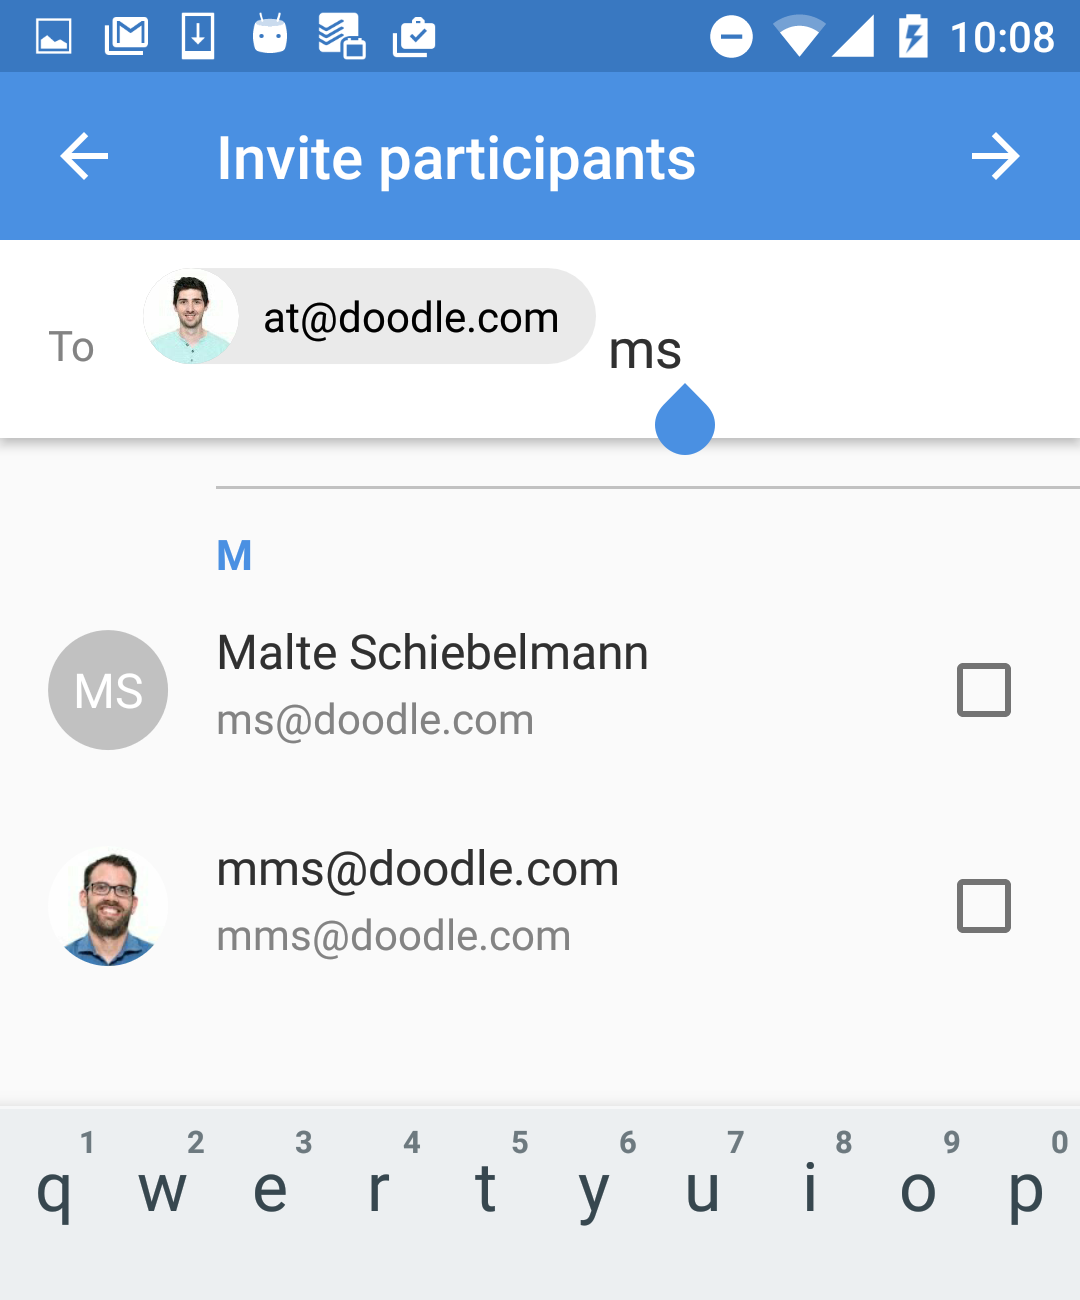 10:08
Invite participants
To at@doodle.com ms
M
MS
Malte Schiebelmann
ms@doodle.com
mms@doodle.com
mms@doodle.com
1 2 3 4 5 6 7 8 9 0
q w e r t y u i o p